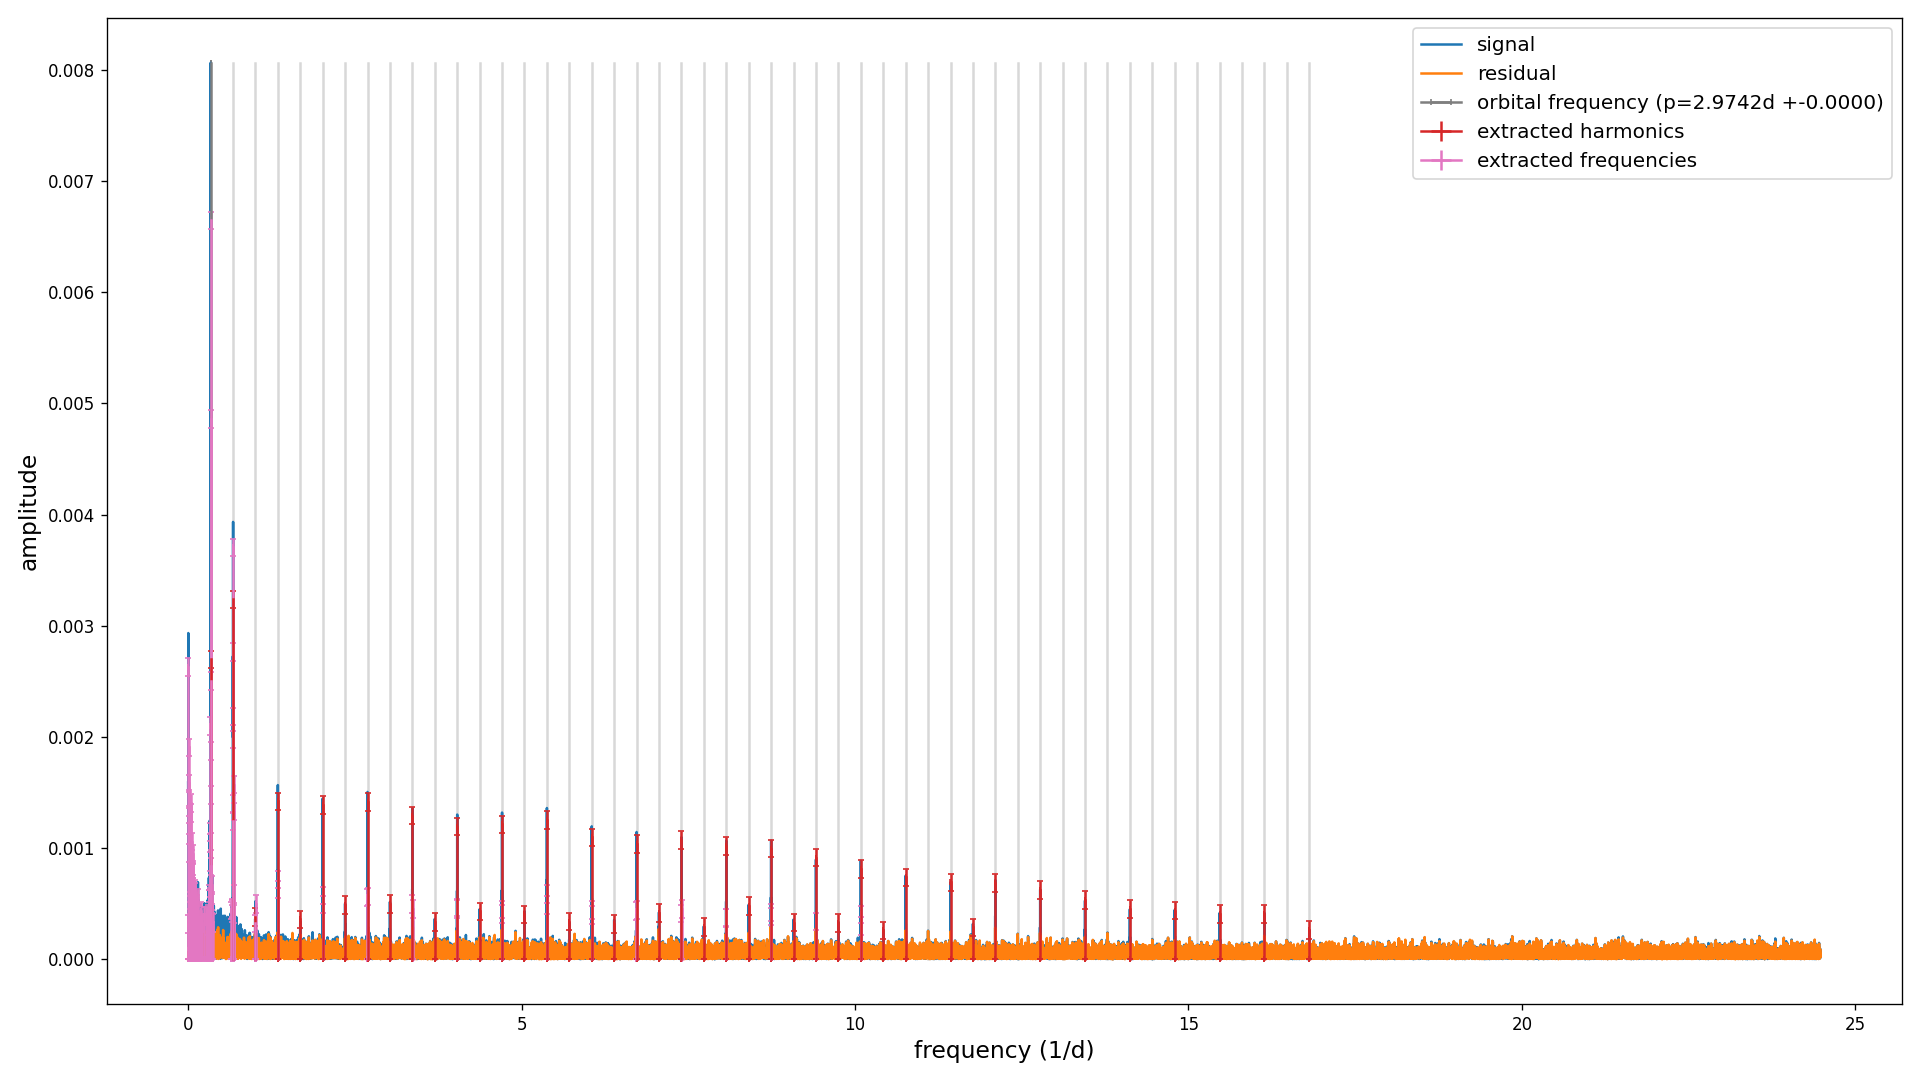 signal
residual
orbital frequency (p=2.9742d +-0.0000)
extracted harmonics
extracted frequencies
0.008
0.007
0.006
0.005
0.004
0.003
0.002
0.001
0.000
amplitude
0 5 10 15 20 25
frequency (1/d)